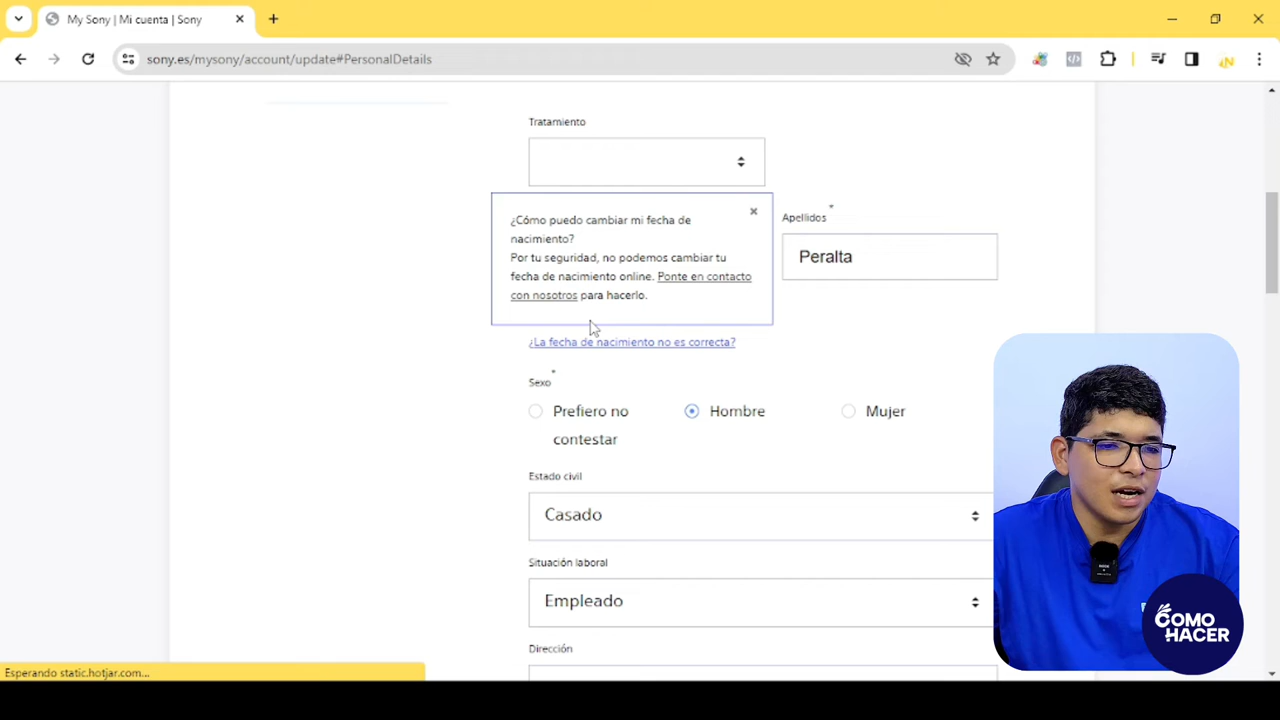 My Sony | Mi cuenta | Sony
sony.es/mysony/account/update#PersonalDetails
Tratamiento
¿Cómo puedo cambiar mi fecha de
nacimiento?
Por tu seguridad, no podemos cambiar tu
fecha de nacimiento online. Ponte en contacto
con nosotros para hacerlo.
Apellidos *
Peralta
¿La fecha de nacimiento no es correcta?
Sexo *
Prefiero no
contestar
Hombre
Mujer
Estado civil
Casado
Situación laboral
Empleado
Dirección
COMO
HACER
Esperando static.hotjar.com...